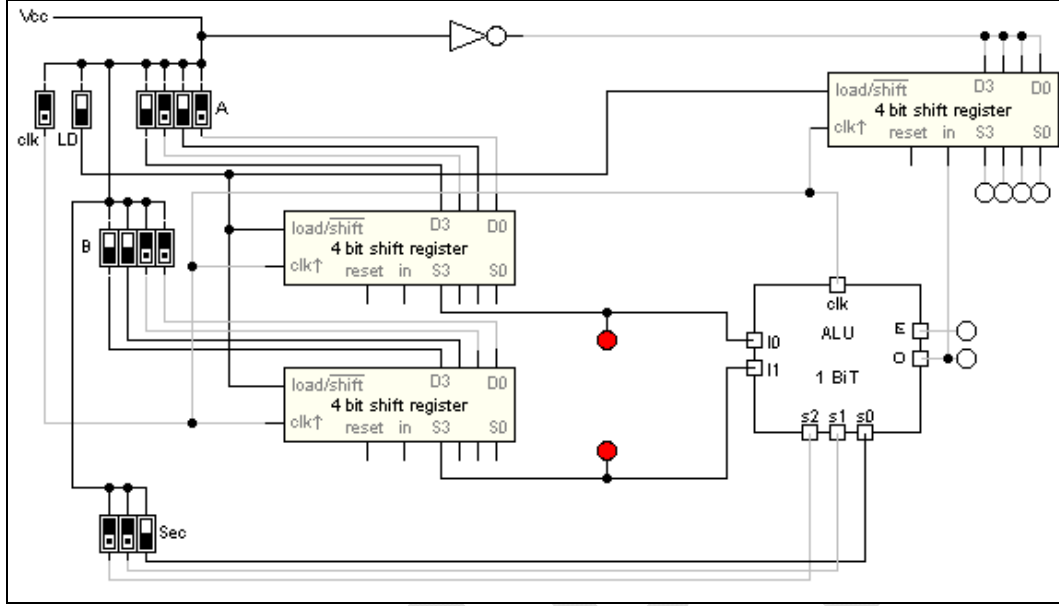 Vcc
clk LD A
load/shift D3 D0
4 bit shift register
clk↑ reset in S3 S0
B
load/shift D3 D0
4 bit shift register
clk↑ reset in S3 S0
load/shift D3 D0
4 bit shift register
clk↑ reset in S3 S0
clk
I0 ALU E
I1 1 BiT O
s2 s1 s0
Sec